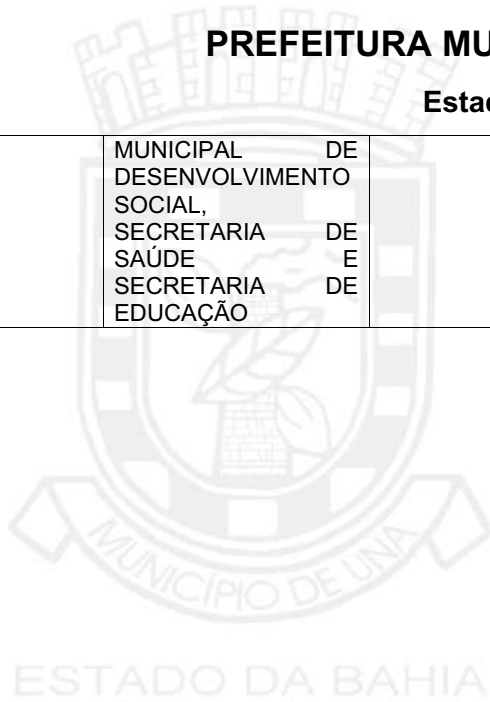 PREFEITURA MU
Estad
MUNICIPAL DE
DESENVOLVIMENTO
SOCIAL,
SECRETARIA DE
SAÚDE E
SECRETARIA DE
EDUCAÇÃO
MUNICÍPIO DE UNA
ESTADO DA BAHIA